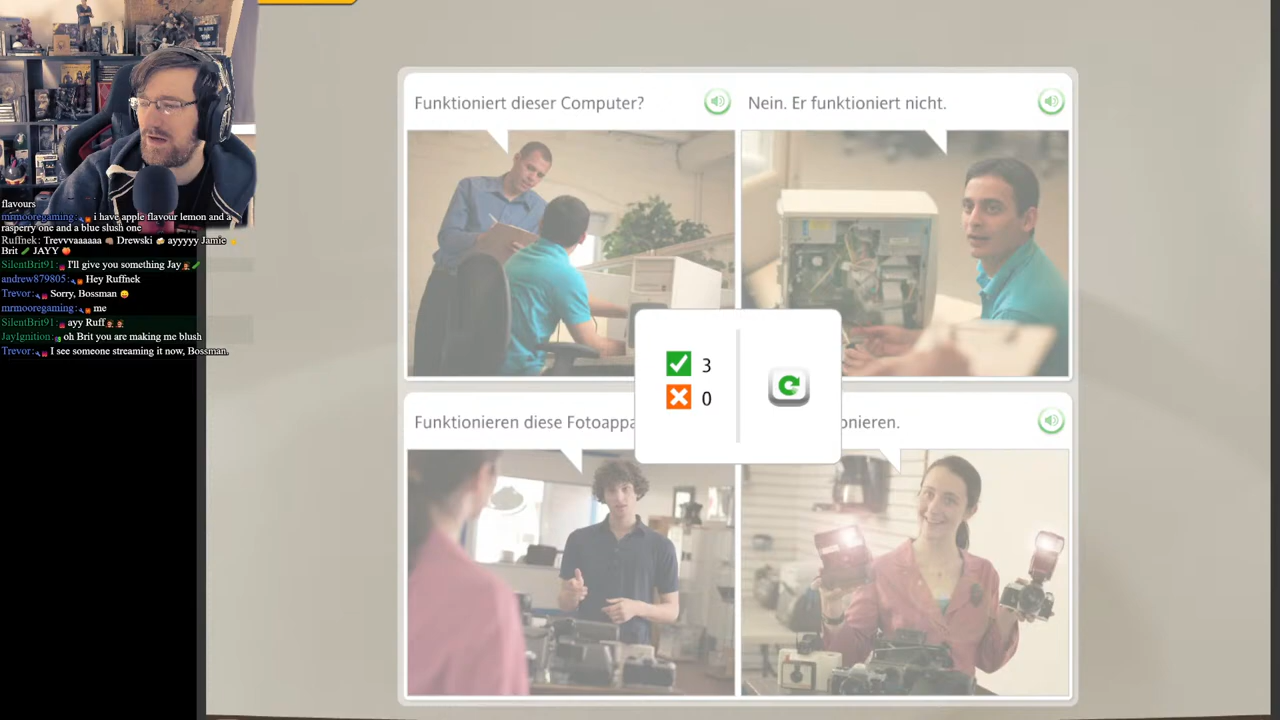 Funktioniert dieser Computer?
Nein. Er funktioniert nicht.
3
0
Funktionieren diese Fotoappa
onieren.
flavours
mrmooregaming: i have apple flavour lemon and a
rasperry one and a blue slush one
Ruffnek: Trevvvaaaaaa Drewski ayyyyy Jamie
Brit JAYY
SilentBrit91: I'll give you something Jay
andrew879805: Hey Ruffnek
Trevor: Sorry, Bossman
mrmooregaming: me
SilentBrit91: ayy Ruff
JayIgnition: oh Brit you are making me blush
Trevor: I see someone streaming it now, Bossman.